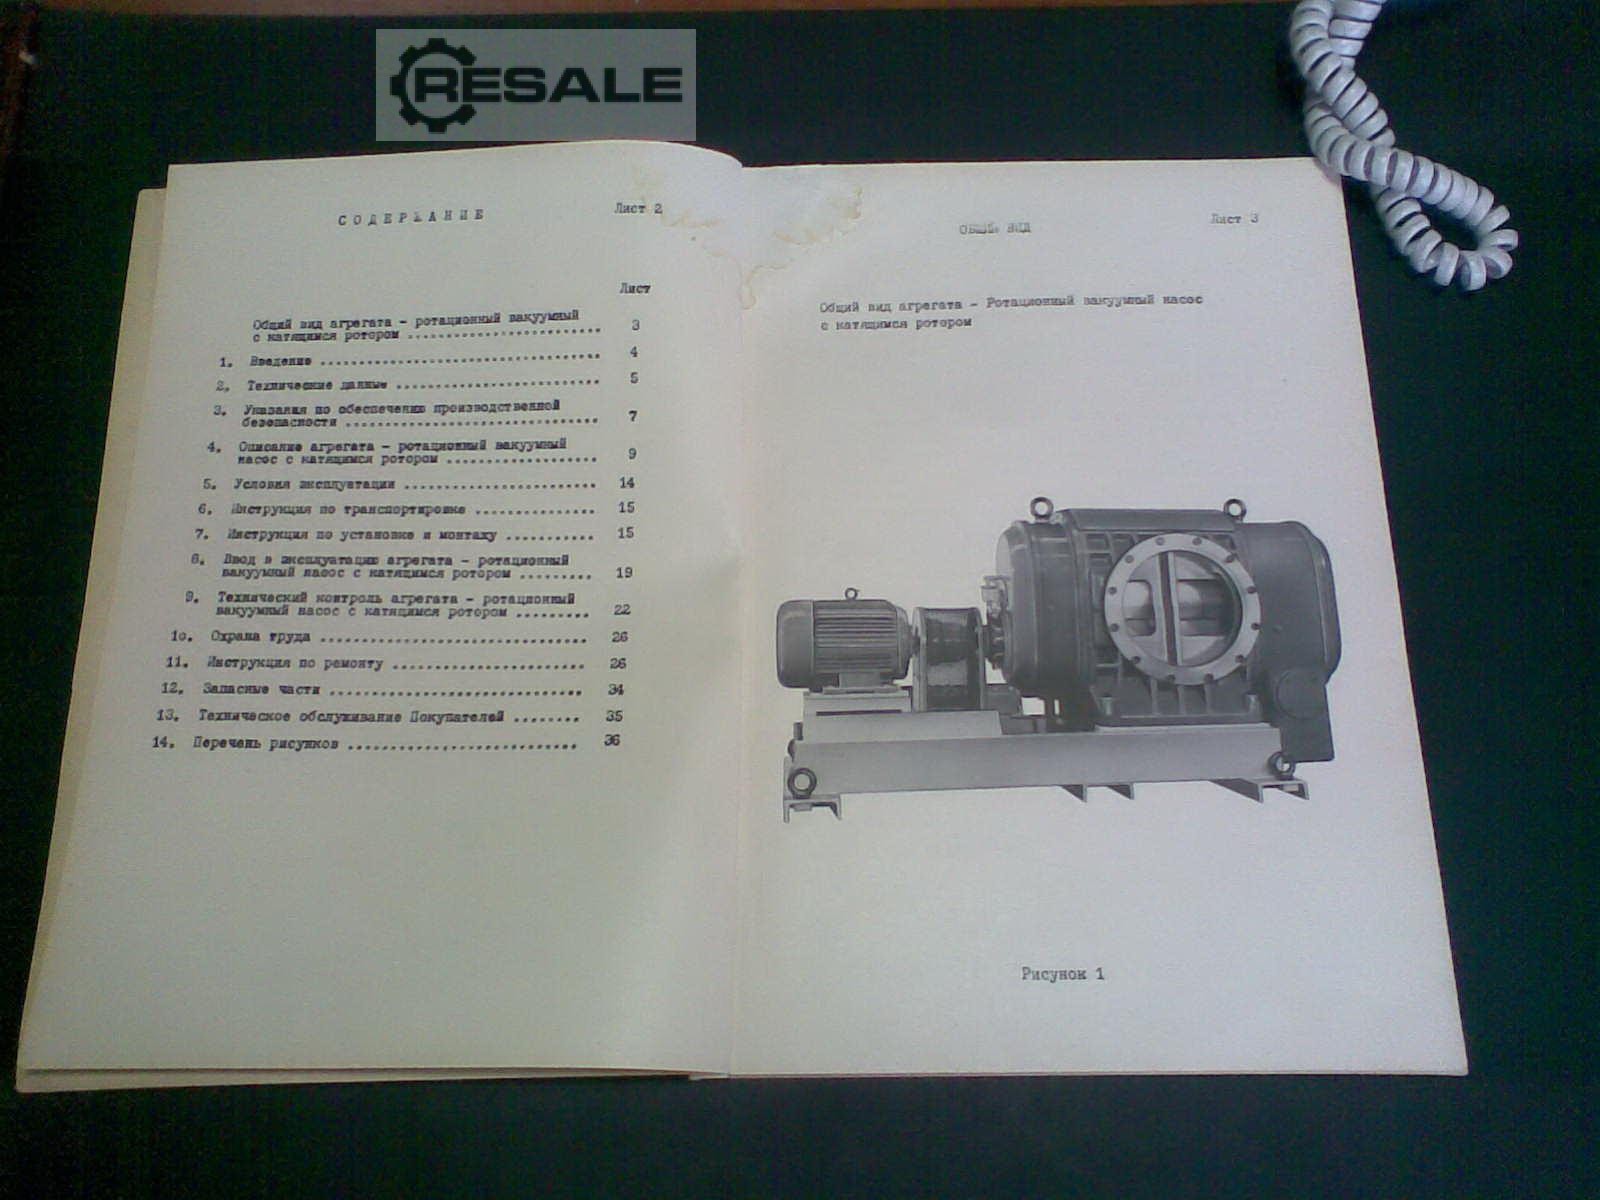 RESALE
СОДЕРЖАНИЕ
Лист 2
Лист
Общий вид агрегата - ротационный вакуумный
с катящимся ротором .......................... 3
1. Введение .................................... 4
2. Технические данные .......................... 5
3. Указания по обеспечению производственной
безопасности ................................. 7
4. Описание агрегата - ротационный вакуумный
насос с катящимся ротором .................... 9
5. Условия эксплуатации ........................ 14
6. Инструкция по транспортировке ............... 15
7. Инструкция по установке и монтажу ........... 15
8. Ввод в эксплуатацию агрегата - ротационный
вакуумный насос с катящимся ротором ......... 19
9. Технический контроль агрегата - ротационный
вакуумный насос с катящимся ротором ......... 22
1о. Охрана труда ................................ 26
11. Инструкция по ремонту ....................... 26
12. Запасные части .............................. 34
13. Техническое обслуживание Покупателей ........ 35
14. Перечень рисунков ........................... 36
Лист 3
ОБЩИЙ ВИД
Общий вид агрегата - Ротационный вакуумный насос
с катящимся ротором
Рисунок 1